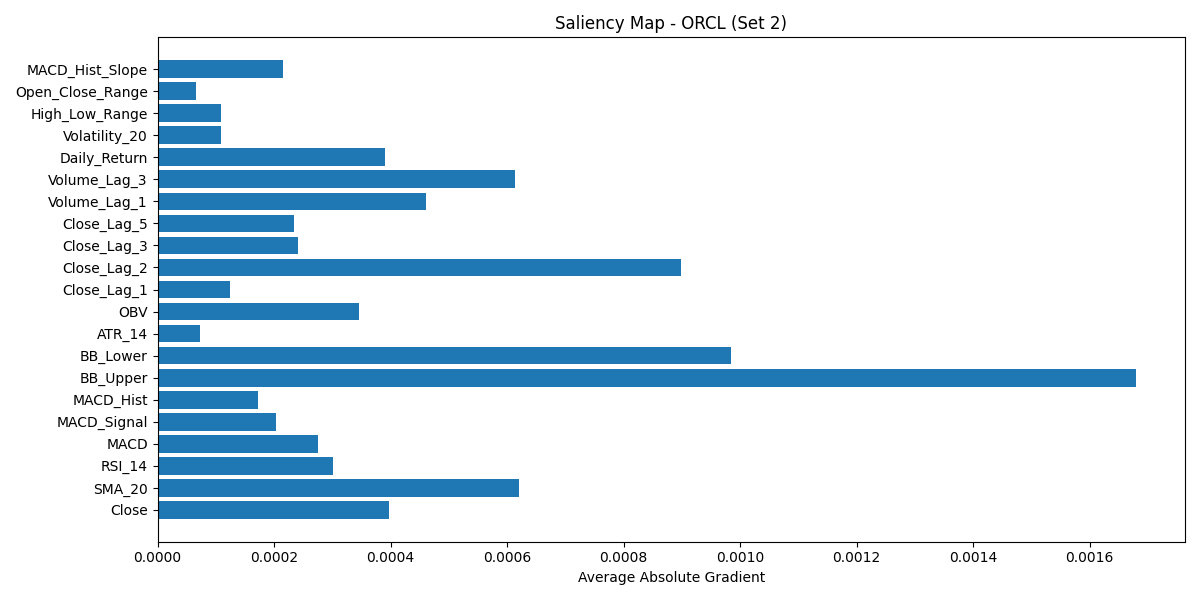 Saliency Map - ORCL (Set 2)
MACD_Hist_Slope
Open_Close_Range
High_Low_Range
Volatility_20
Daily_Return
Volume_Lag_3
Volume_Lag_1
Close_Lag_5
Close_Lag_3
Close_Lag_2
Close_Lag_1
OBV
ATR_14
BB_Lower
BB_Upper
MACD_Hist
MACD_Signal
MACD
RSI_14
SMA_20
Close
0.0000 0.0002 0.0004 0.0006 0.0008 0.0010 0.0012 0.0014 0.0016
Average Absolute Gradient